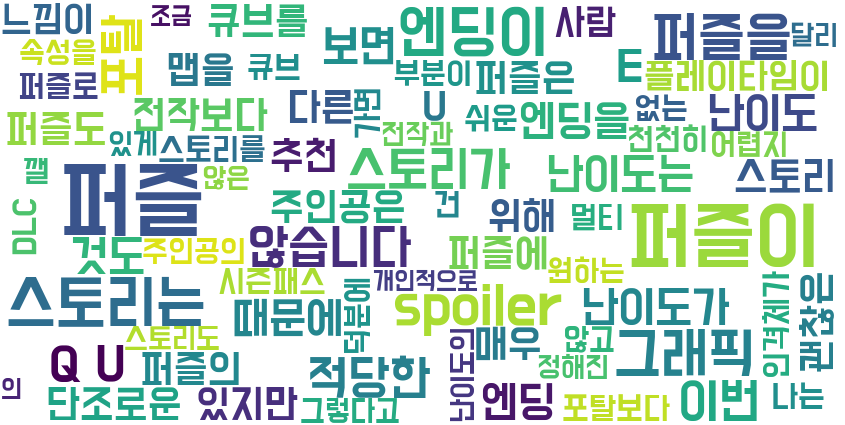 느낌이 조금 큐브를 엔딩이 사람 퍼즐을 달리
속성을 포탈 맵을 큐브 보면 부분이 퍼즐은 E 플레이타임이
퍼즐로 전작보다 다른 가벼 U 쉬운 엔딩을 없는 난이도
퍼즐도 있게 스토리를 추천 전작과 천천히 어렵지
깰 퍼즐 않은 스토리가 난이도는 스토리
DLC 주인공은 건 위해 멀티 퍼즐이
것도 주인공의 않습니다 퍼즐에 원하는
시즌패스 개인적으로 인격체가 괜찮은
스토리는 때문에 덕분에 spoiler 난이도가
스토리도 난이도의 매우 않고 그래픽
Q U 퍼즐의 적당한 정해진
의 단조로운 있지만 그렇다고 엔딩 포탈보다 이번 나뉴